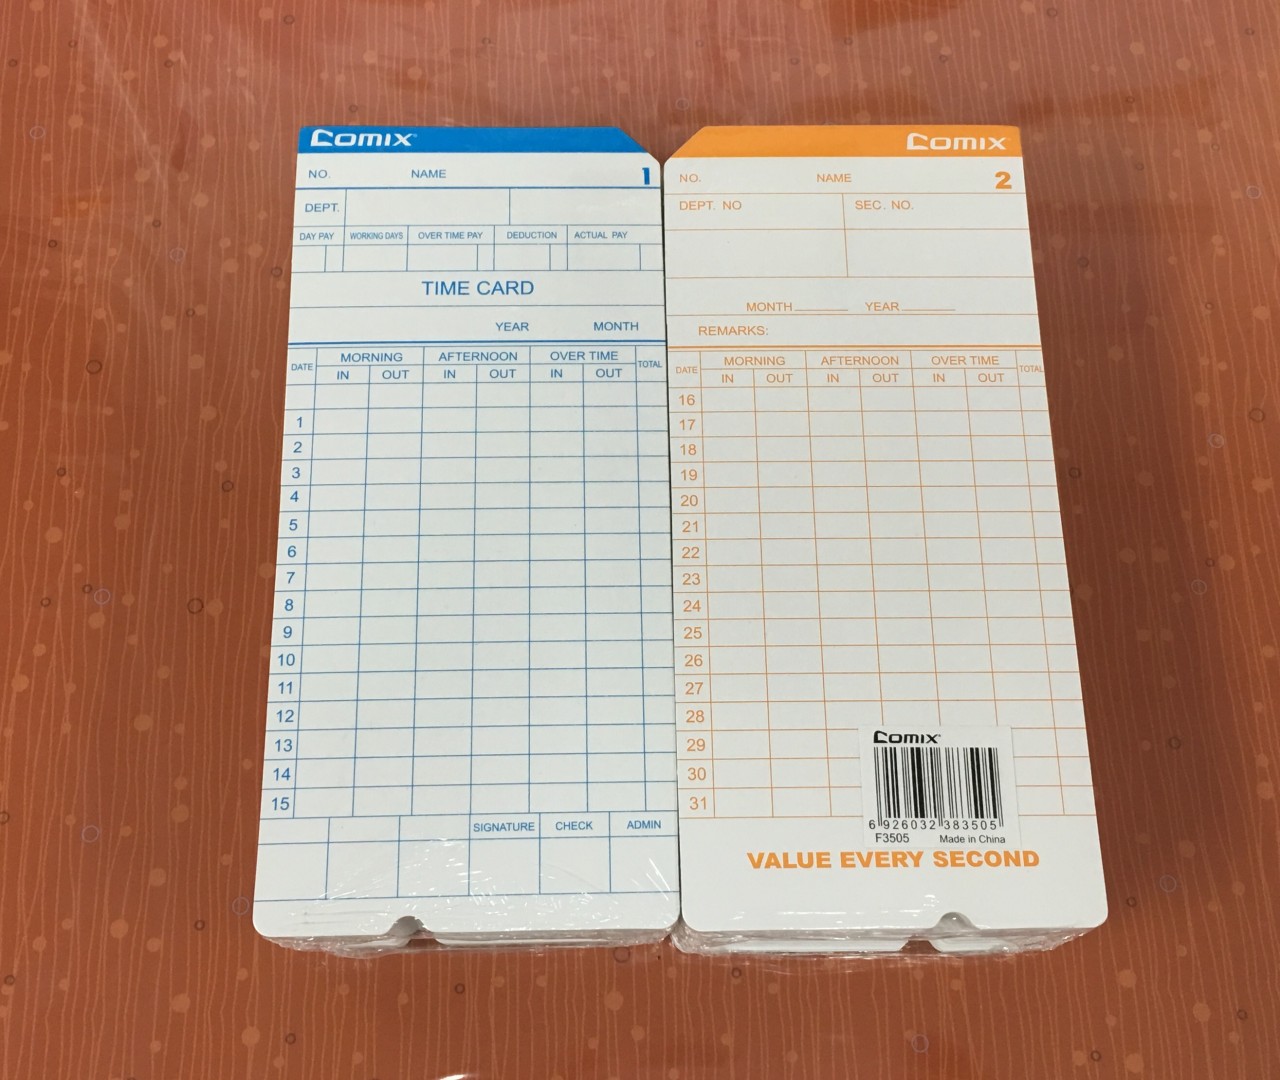 COMIX
NO. NAME 1
DEPT.
DAY PAY WORKING DAYS OVER TIME PAY DEDUCTION ACTUAL PAY
TIME CARD
YEAR MONTH
DATE MORNING AFTERNOON OVER TIME TOTAL
IN OUT IN OUT IN OUT
1
2
3
4
5
6
7
8
9
10
11
12
13
14
15
SIGNATURE CHECK ADMIN
COMIX
NO. NAME 2
DEPT. NO SEC. NO.
MONTH YEAR
REMARKS:
DATE MORNING AFTERNOON OVER TIME TOTAL
IN OUT IN OUT IN OUT
16
17
18
19
20
21
22
23
24
25
26
27
28
29
30
31
COMIX
6 926032 383505
F3505 Made in China
VALUE EVERY SECOND